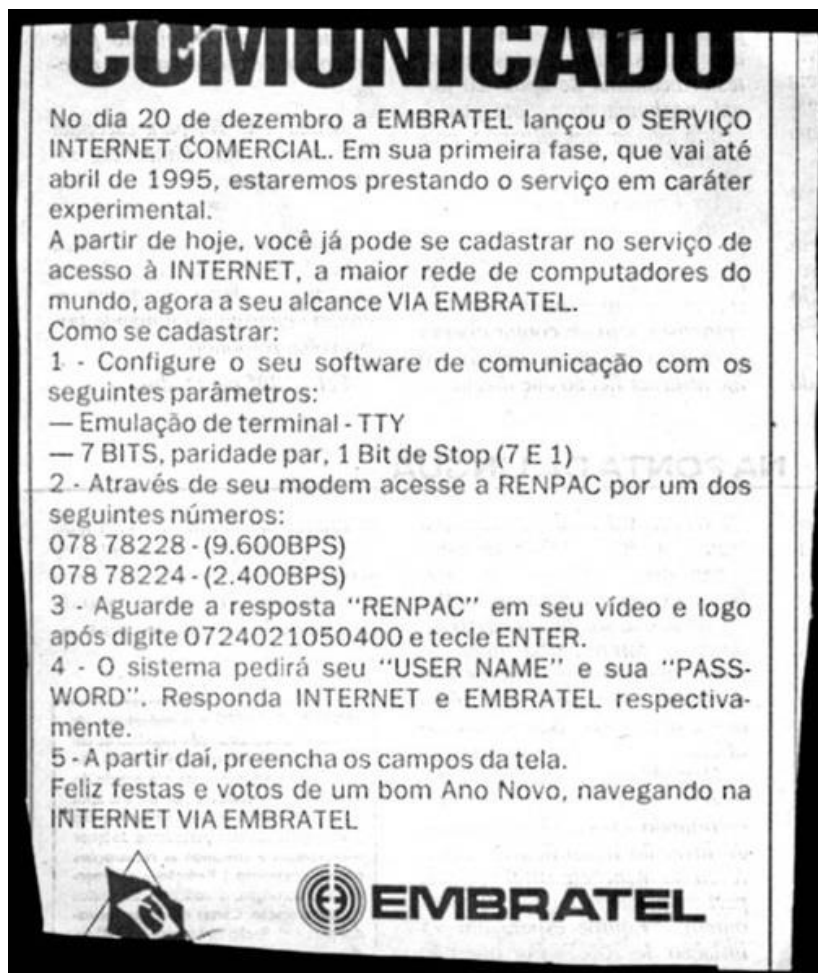 COMUNICADO
No dia 20 de dezembro a EMBRATEL lançou o SERVIÇO
INTERNET COMERCIAL. Em sua primeira fase, que vai até
abril de 1995, estaremos prestando o serviço em caráter
experimental.
A partir de hoje, você já pode se cadastrar no serviço de
acesso à INTERNET, a maior rede de computadores do
mundo, agora a seu alcance VIA EMBRATEL.
Como se cadastrar:
1 - Configure o seu software de comunicação com os
seguintes parâmetros:
— Emulação de terminal - TTY
— 7 BITS, paridade par, 1 Bit de Stop (7 E 1)
2 - Através de seu modem acesse a RENPAC por um dos
seguintes números:
078 78228 - (9.600BPS)
078 78224 - (2.400BPS)
3 - Aguarde a resposta "RENPAC" em seu vídeo e logo
após digite 0724021050400 e tecle ENTER.
4 - O sistema pedirá seu "USER NAME" e sua "PASS-
WORD". Responda INTERNET e EMBRATEL respectiva-
mente.
5 - A partir daí, preencha os campos da tela.
Feliz festas e votos de um bom Ano Novo, navegando na
INTERNET VIA EMBRATEL
EMBRATEL